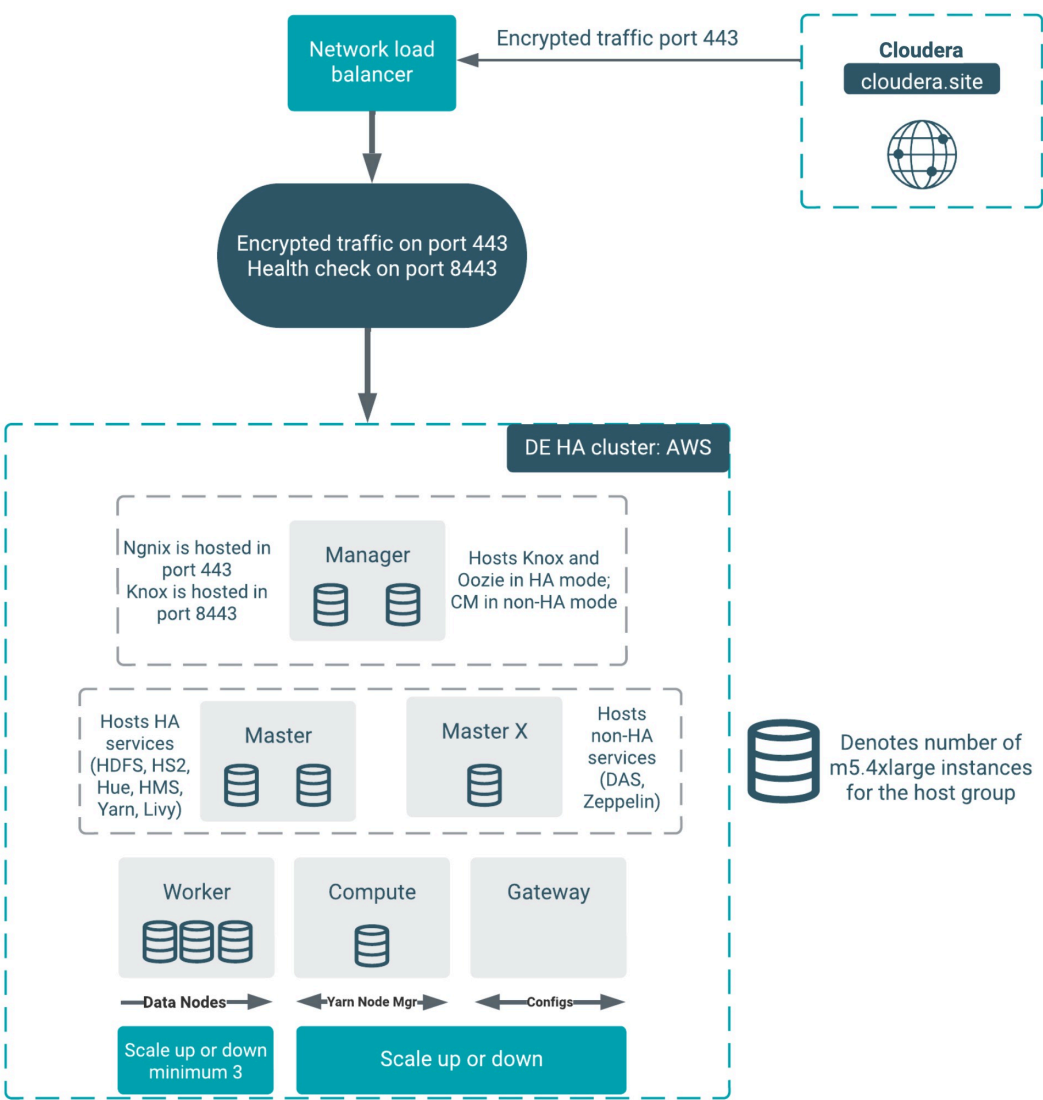 Network load
balancer
Encrypted traffic port 443
Cloudera
cloudera.site
Encrypted traffic on port 443
Health check on port 8443
DE HA cluster: AWS
Ngnix is hosted in
port 443
Knox is hosted in
port 8443
Manager
Hosts Knox and
Oozie in HA mode;
CM in non-HA mode
Hosts HA
services
(HDFS, HS2,
Hue, HMS,
Yarn, Livy)
Master
Master X
Hosts
non-HA
services
(DAS,
Zeppelin)
Denotes number of
m5.4xlarge instances
for the host group
Worker
Compute
Gateway
Data Nodes
Yarn Node Mgr
Configs
Scale up or down
minimum 3
Scale up or down